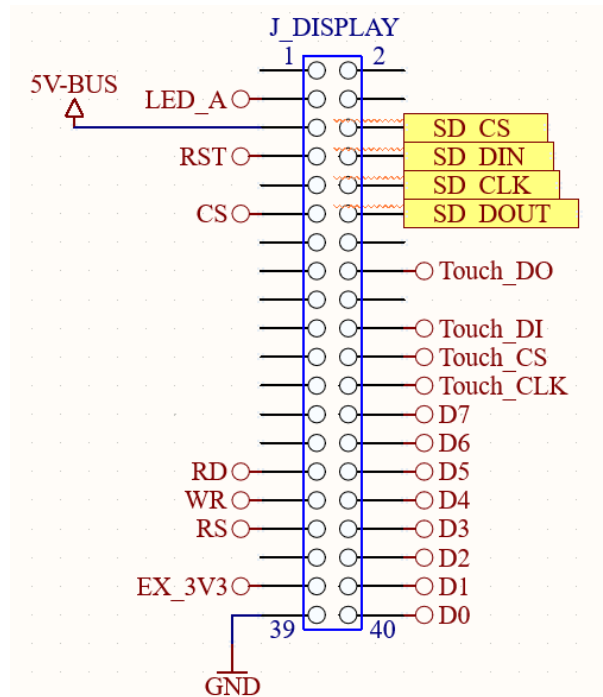 J_DISPLAY
1 2
5V-BUS
LED_A
SD_CS
RST SD_DIN
SD_CLK
CS SD_DOUT
Touch_DO
Touch_DI
Touch_CS
Touch_CLK
D7
D6
RD D5
WR D4
RS D3
D2
EX_3V3 D1
D0
39 40
GND